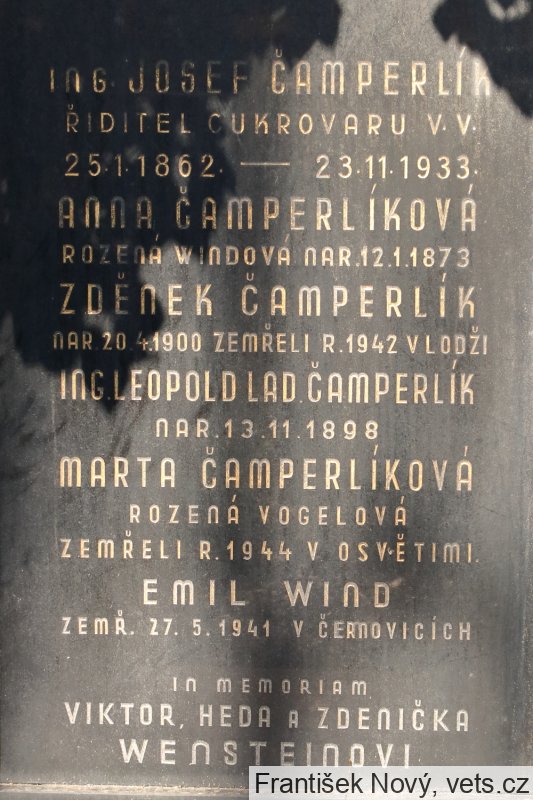 ING. JOSEF ČAMPERLÍK
ŘIDITEL CUKROVARU V.V.
25.1.1862. — 23.11.1933.
ANNA ČAMPERLÍKOVÁ
ROZENÁ WINDOVÁ NAR.12.1.1873
ZDĚNEK ČAMPERLÍK
NAR.20.4.1900 ZEMŘELI R.1942 V LODŽI
ING.LEOPOLD LAD.ČAMPERLÍK
NAR.13.11.1898
MARTA ČAMPERLÍKOVÁ
ROZENÁ VOGELOVÁ
ZEMŘELI R.1944 V OSVĚTIMI.
EMIL WIND
ZEMŘ. 27. 5. 1941 V ČERNOVICÍCH
IN MEMORIAM
VIKTOR, HEDA A ZDENIČKA
WENSTEINOVI
František Nový, vets.cz